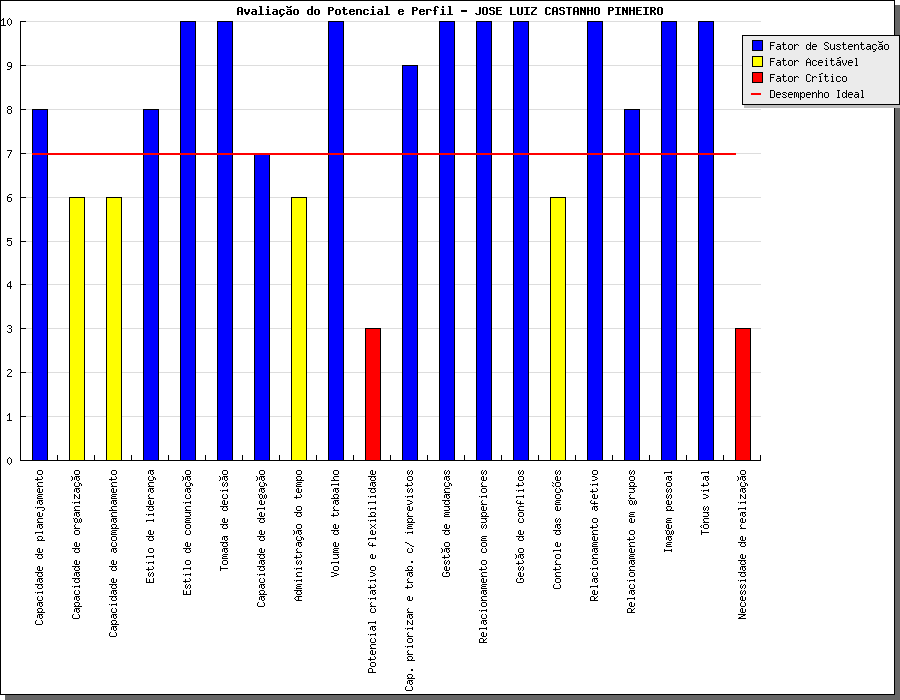 Avaliação do Potencial e Perfil - JOSE LUIZ CASTANHO PINHEIRO
Fator de Sustentação
Fator Aceitável
Fator Crítico
Desempenho Ideal
10
9
8
7
6
5
4
3
2
1
0
Capacidade de planejamento
Capacidade de organização
Capacidade de acompanhamento
Estilo de liderança
Estilo de comunicação
Tomada de decisão
Capacidade de delegação
Administração do tempo
Volume de trabalho
Potencial criativo e flexibilidade
Cap. priorizar e trab. c/ imprevistos
Gestão de mudanças
Relacionamento com superiores
Gestão de conflitos
Controle das emoções
Relacionamento afetivo
Relacionamento em grupos
Imagem pessoal
Tônus vital
Necessidade de realização